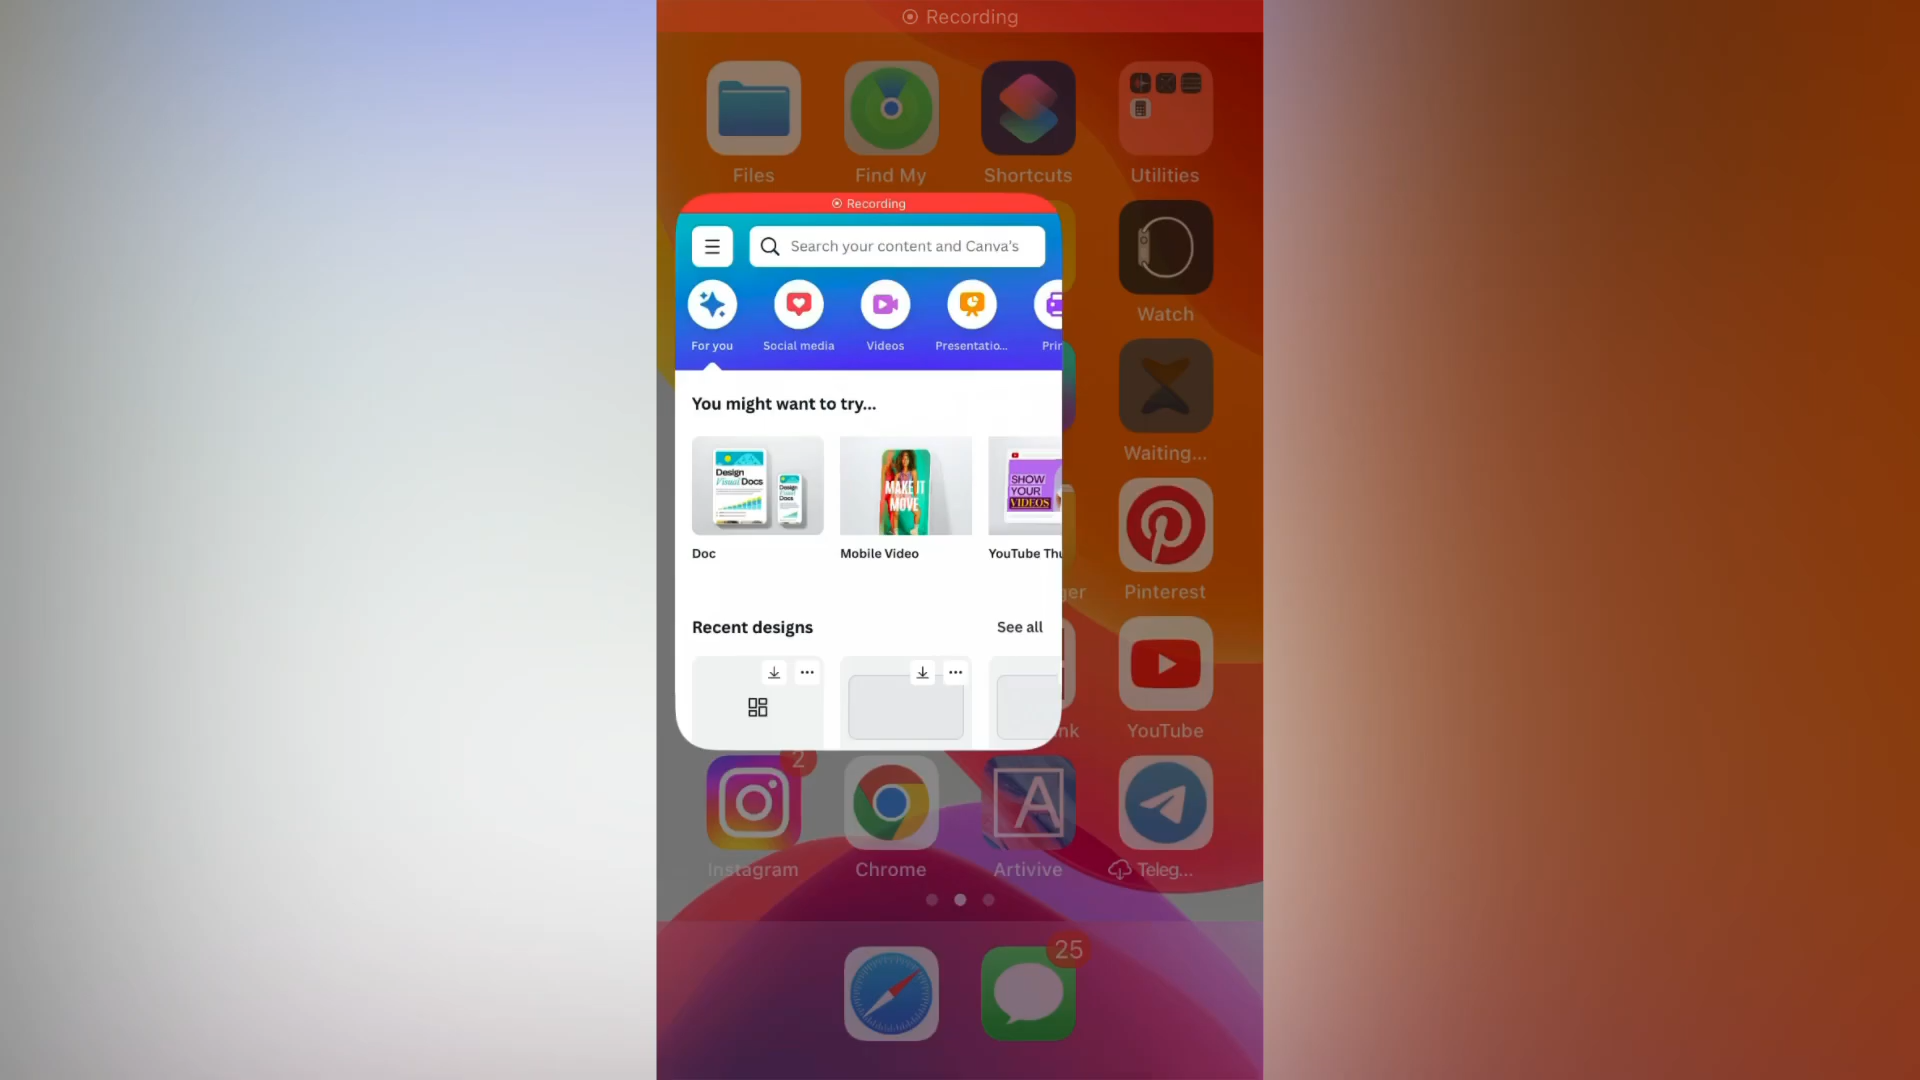 Recording
Files
Find My
Shortcuts
Utilities
Recording
Search your content and Canva's
For you
Social media
Videos
Presentatio...
Prin
You might want to try...
Design
Visual Docs
Design
Visual
Docs
MAKE IT
MOVE
SHOW
YOUR
VIDEOS
Doc
Mobile Video
YouTube Thu
Recent designs
See all
Watch
Waiting...
ger
Pinterest
nk
YouTube
2
Instagram
Chrome
A
Artivive
Teleg...
25